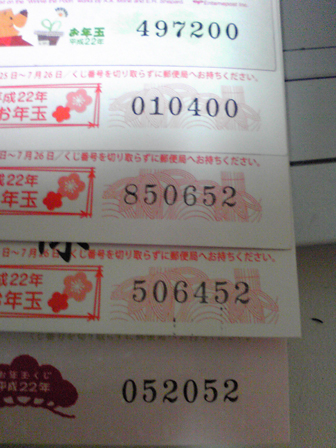 お年玉
平成22年
497200
25日～7月26日／くじ番号を切り取らずに郵便局へお持ちください。
平成22年
お年玉
010400
日～7月26日／くじ番号を切り取らずに郵便局へお持ちください。
平成22年
年玉
850652
日～7月26日／くじ番号を切り取らずに郵便局へお持ちください。
平成22年
年玉
506452
お年玉くじ
平成22年
052052